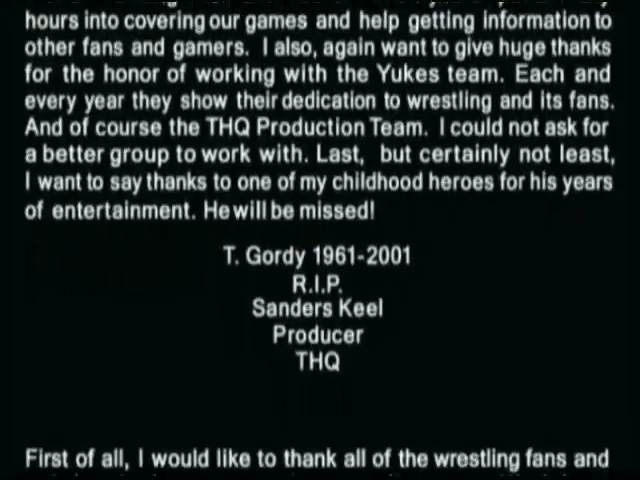 hours into covering our games and help getting information to
other fans and gamers. I also, again want to give huge thanks
for the honor of working with the Yukes team. Each and
every year they show their dedication to wrestling and its fans.
And of course the THQ Production Team. I could not ask for
a better group to work with. Last, but certainly not least,
I want to say thanks to one of my childhood heroes for his years
of entertainment. He will be missed!
T. Gordy 1961-2001
R.I.P.
Sanders Keel
Producer
THQ
First of all, I would like to thank all of the wrestling fans and